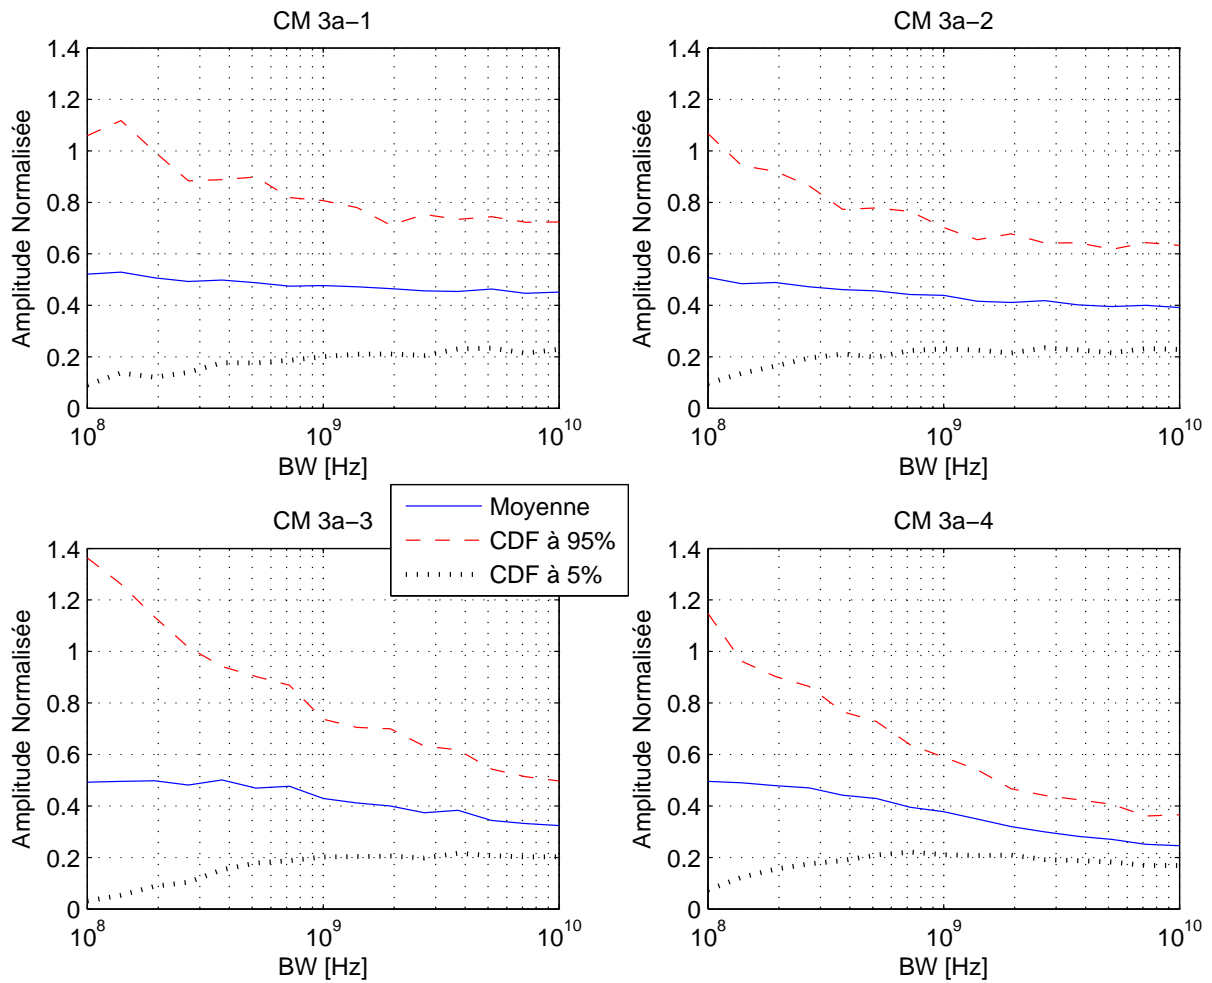 CM 3a−1
Amplitude Normalisée
1.4
1.2
1
0.8
0.6
0.4
0.2
0
10^8
10^9
10^10
BW [Hz]
CM 3a−2
Amplitude Normalisée
1.4
1.2
1
0.8
0.6
0.4
0.2
0
10^8
10^9
10^10
BW [Hz]
Moyenne
CDF à 95%
CDF à 5%
CM 3a−3
Amplitude Normalisée
1.4
1.2
1
0.8
0.6
0.4
0.2
0
10^8
10^9
10^10
BW [Hz]
CM 3a−4
Amplitude Normalisée
1.4
1.2
1
0.8
0.6
0.4
0.2
0
10^8
10^9
10^10
BW [Hz]